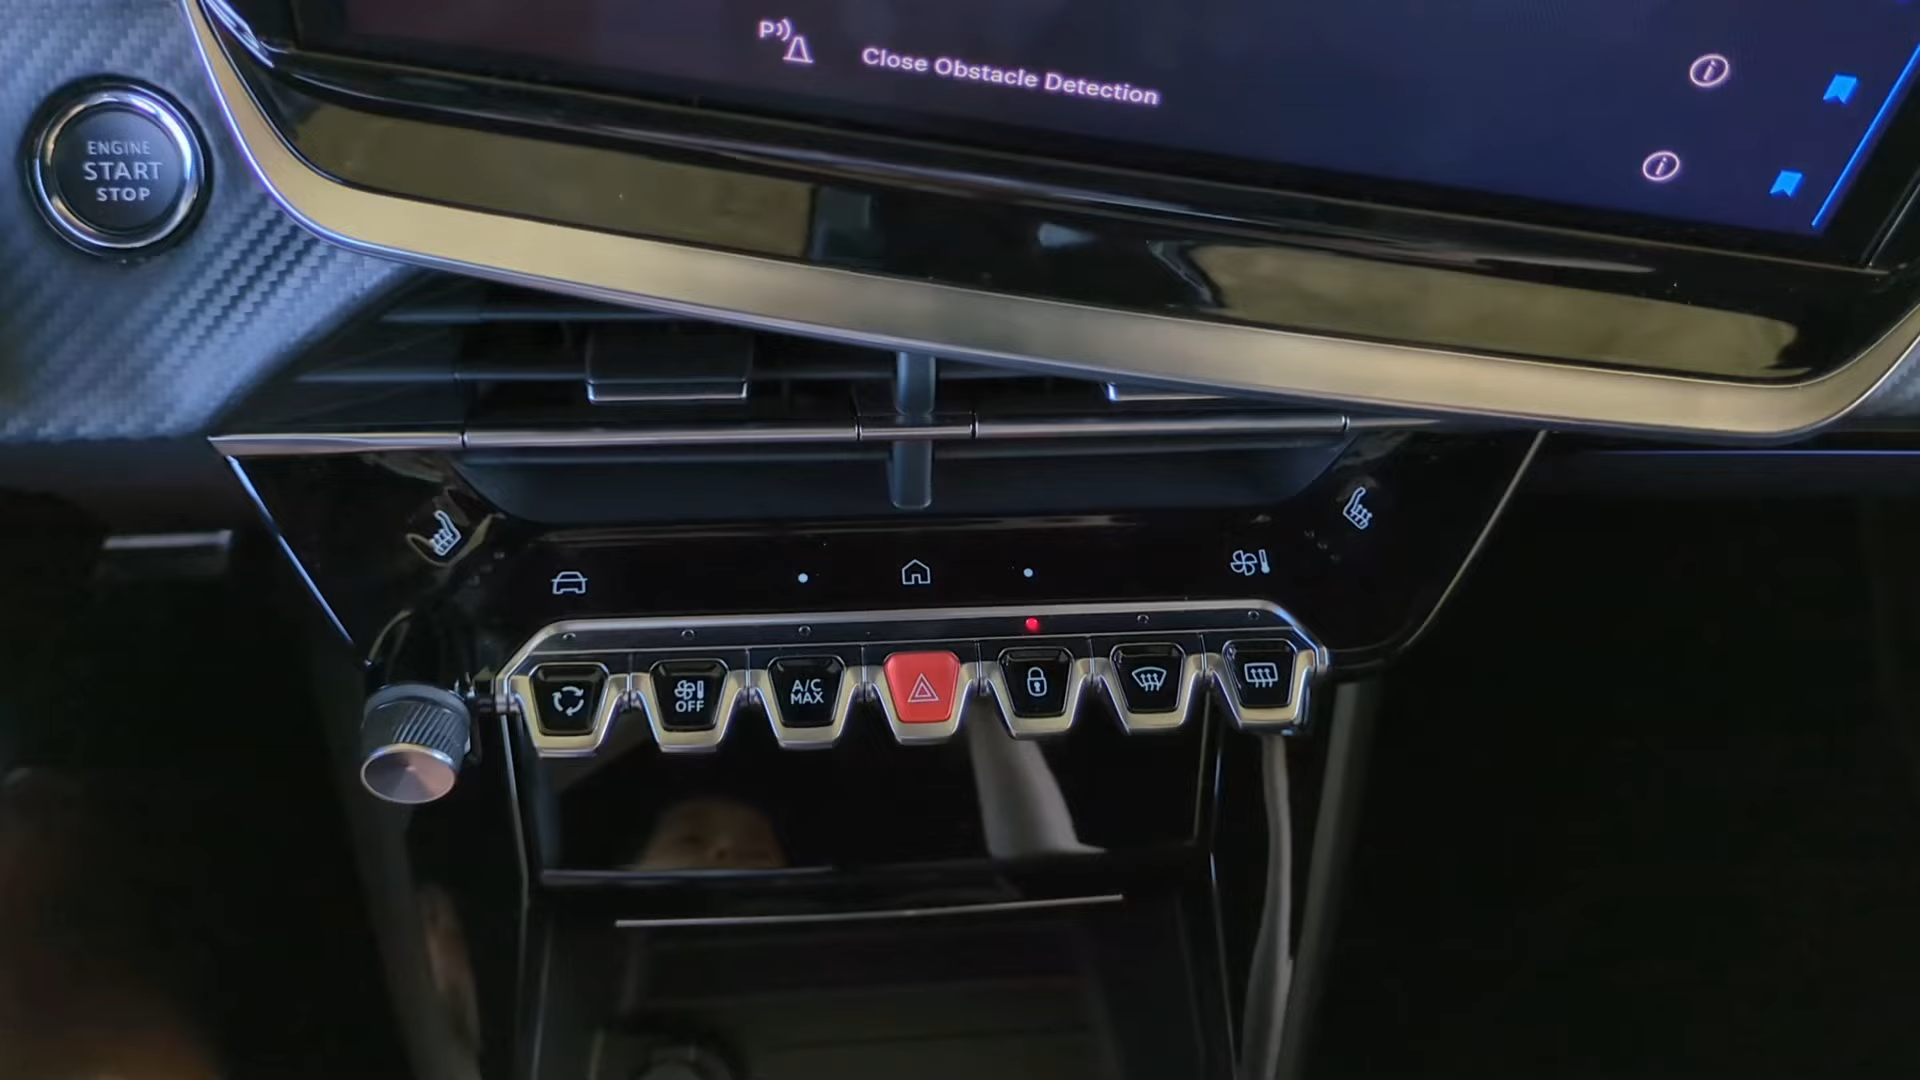 Close Obstacle Detection
ENGINE
START
STOP
OFF
A/C
MAX